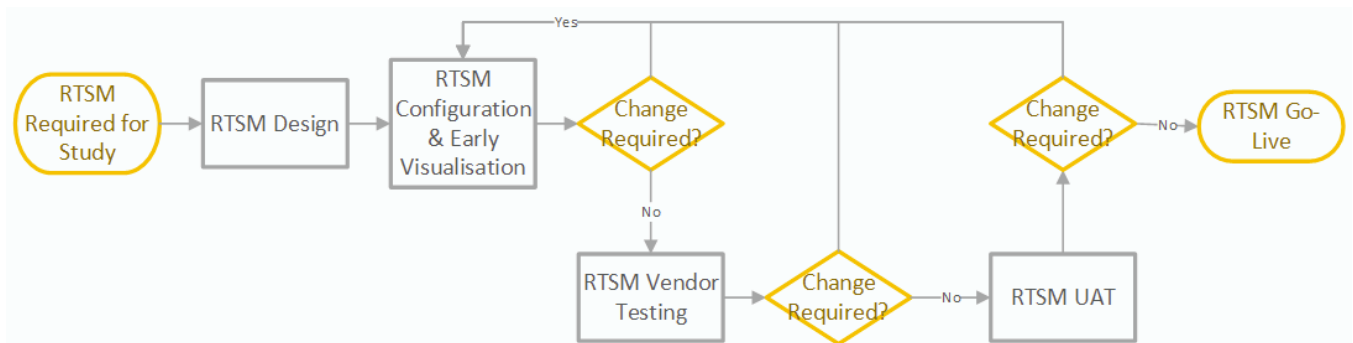 Yes
RTSM
Required for
Study
RTSM Design
RTSM
Configuration
& Early
Visualisation
Change
Required?
Change
Required?
No
RTSM Go-
Live
No
RTSM Vendor
Testing
Change
Required?
No
RTSM UAT